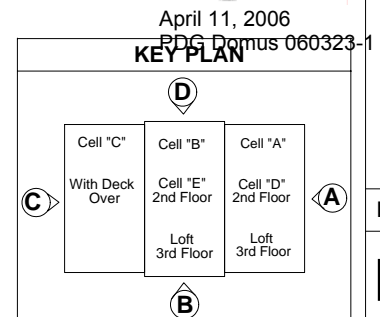 April 11, 2006
PDG Domus 060323-1
KEY PLAN
D
Cell "C"
Cell "B"
Cell "A"
With Deck
Over
Cell "E"
2nd Floor
Cell "D"
2nd Floor
C
A
Loft
3rd Floor
Loft
3rd Floor
B